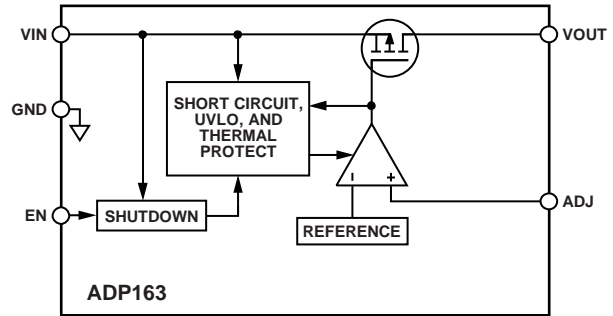 VIN
VOUT
GND
SHORT CIRCUIT,
UVLO, AND
THERMAL
PROTECT
EN
SHUTDOWN
– +
ADJ
REFERENCE
ADP163